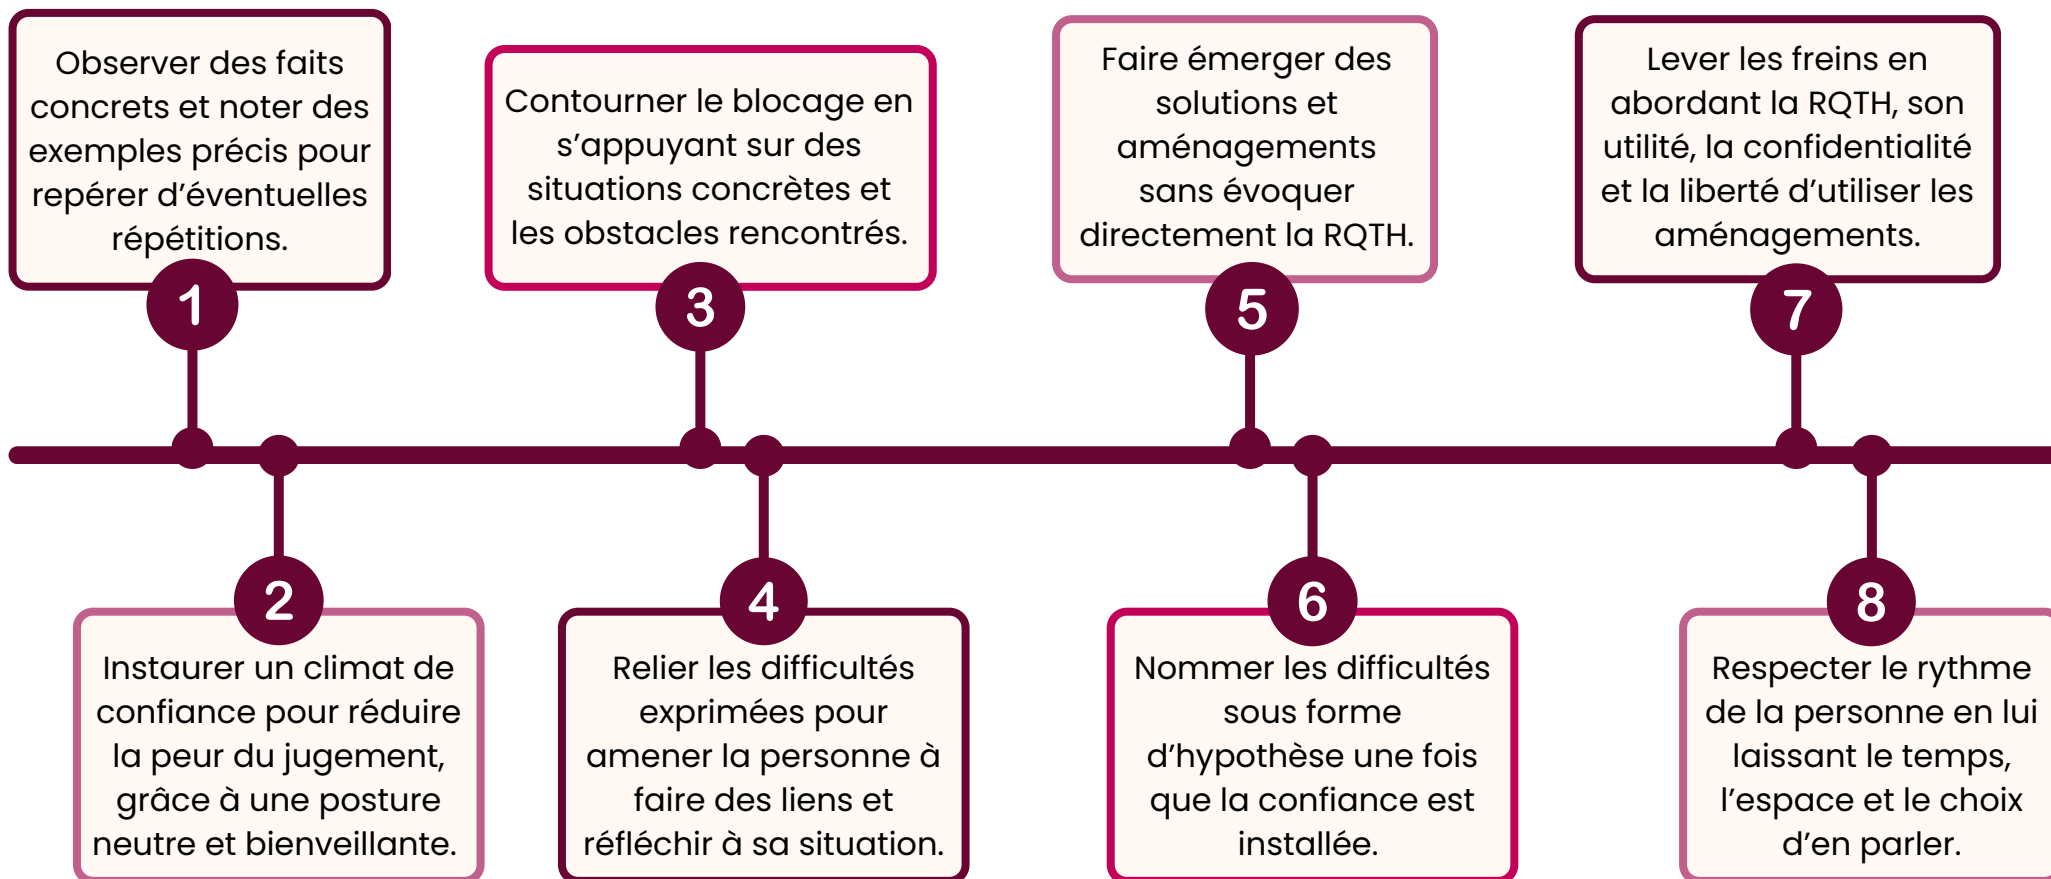 Observer des faits
concrets et noter des
exemples précis pour
repérer d’éventuelles
répétitions.
1
Instaurer un climat de
confiance pour réduire
la peur du jugement,
grâce à une posture
neutre et bienveillante.
2
Contourner le blocage en
s’appuyant sur des
situations concrètes et
les obstacles rencontrés.
3
Relier les difficultés
exprimées pour
amener la personne à
faire des liens et
réfléchir à sa situation.
4
Faire émerger des
solutions et
aménagements
sans évoquer
directement la RQTH.
5
Nommer les difficultés
sous forme
d’hypothèse une fois
que la confiance est
installée.
6
Lever les freins en
abordant la RQTH, son
utilité, la confidentialité
et la liberté d’utiliser les
aménagements.
7
Respecter le rythme
de la personne en lui
laissant le temps,
l’espace et le choix
d’en parler.
8